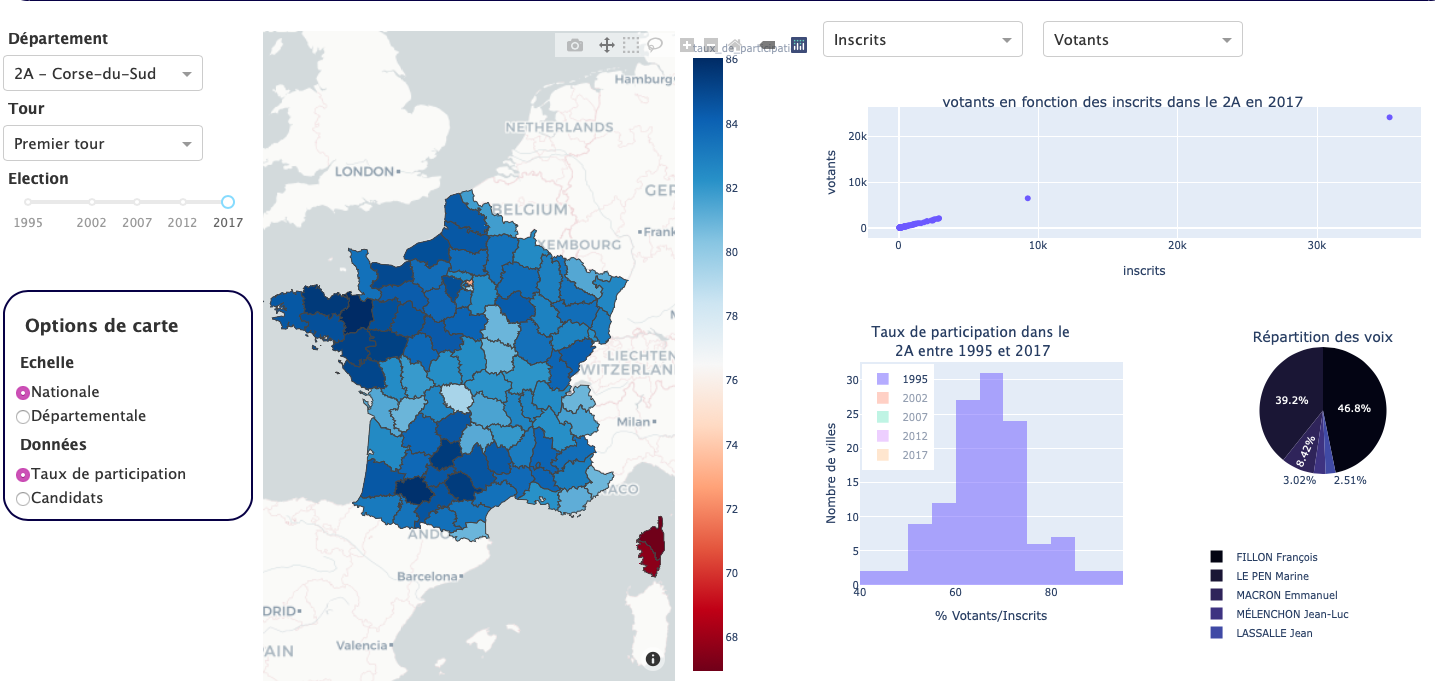 Département
2A – Corse-du-Sud
Tour
Premier tour
Election
1995 2002 2007 2012 2017
Options de carte
Echelle
Nationale
Départementale
Données
Taux de participation
Candidats
Hamburg
NETHERLANDS
LONDON
GER
BELGIUM
Frank
XEMBOURG
LIECHTEN
WITZERLAN
Milan
ACO
ANDO
Barcelona
DRID
Valencia
AIN
86
84
82
80
78
76
74
72
70
68
Inscrits
Votants
votants en fonction des inscrits dans le 2A en 2017
votants
20k
10k
0
0 10k 20k 30k
inscrits
Taux de participation dans le
2A entre 1995 et 2017
Nombre de villes
30
25
20
15
10
5
0
1995
2002
2007
2012
2017
40 60 80
% Votants/Inscrits
Répartition des voix
39.2%
46.8%
8.42%
3.02%
2.51%
FILLON François
LE PEN Marine
MACRON Emmanuel
MÉLENCHON Jean-Luc
LASSALLE Jean